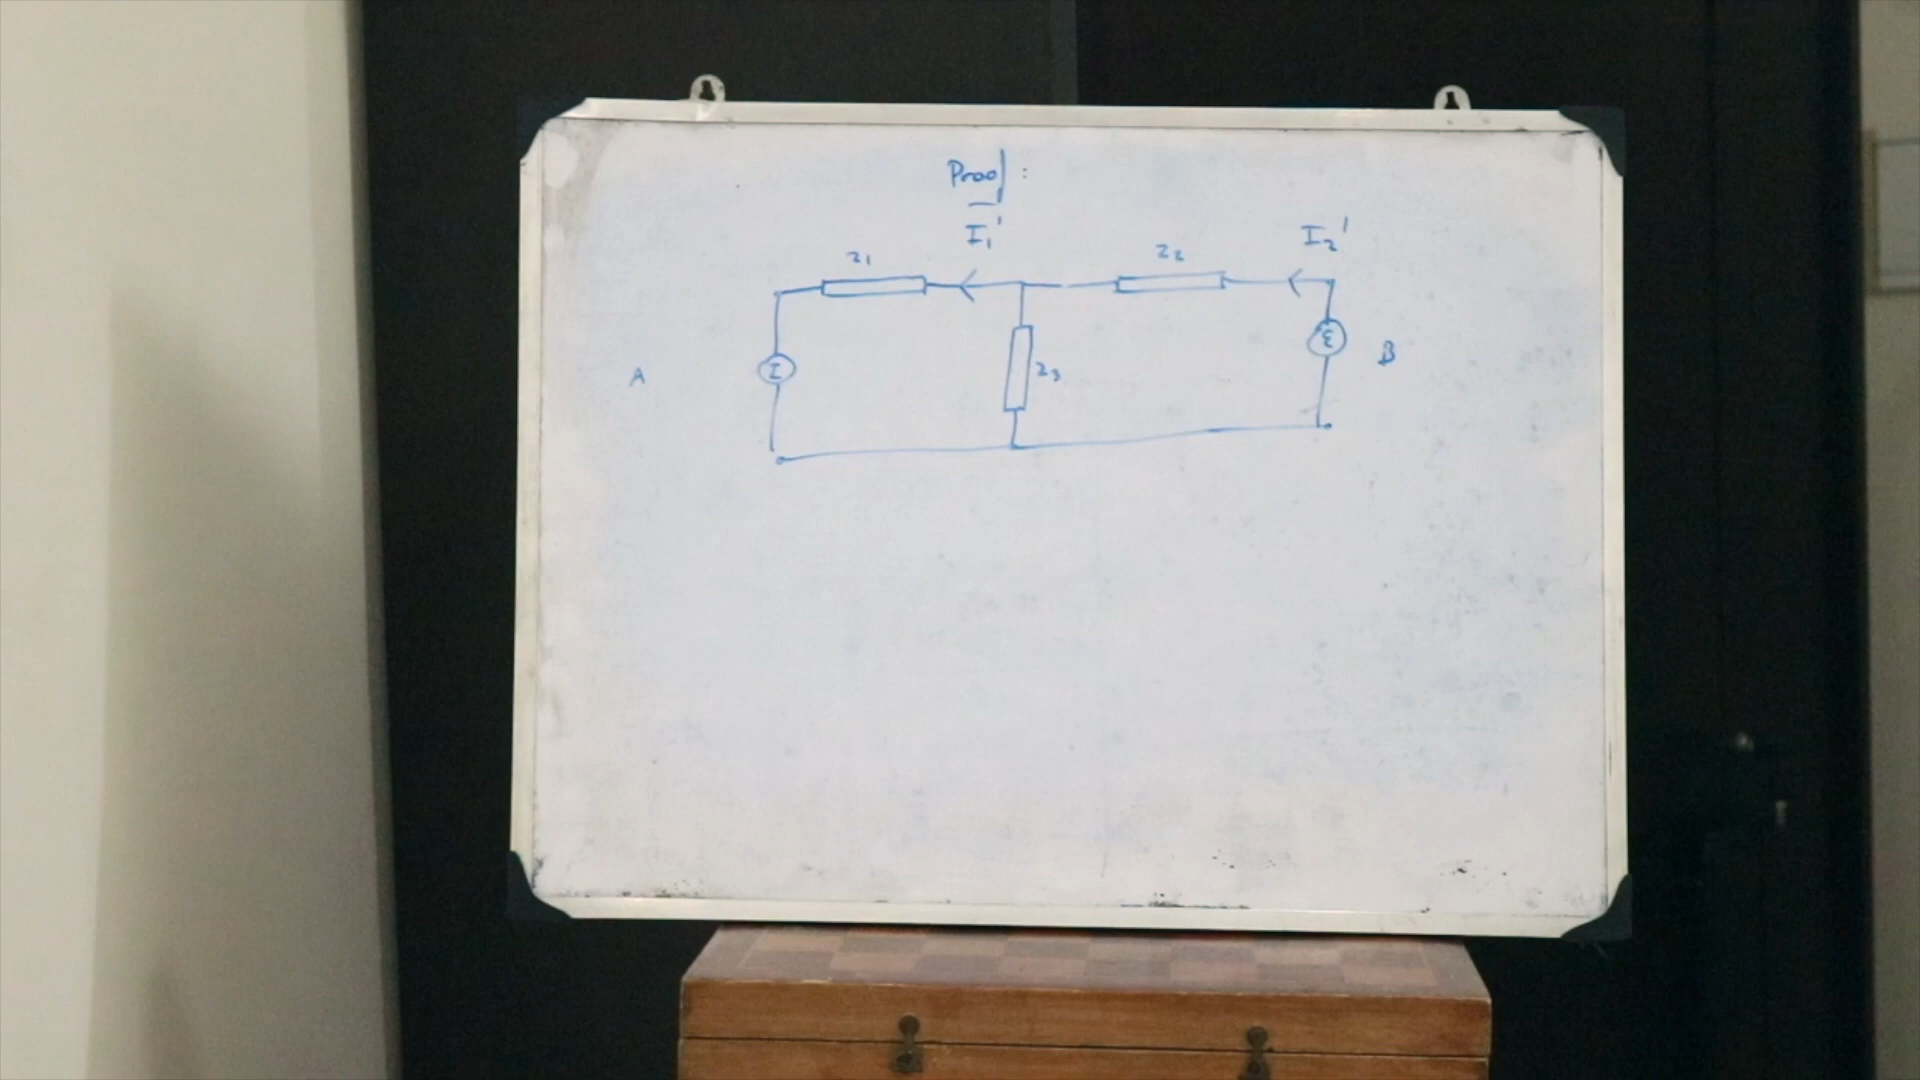 Proof :
I₁' I₂'
z₁ z₂
A I z₃ ε B